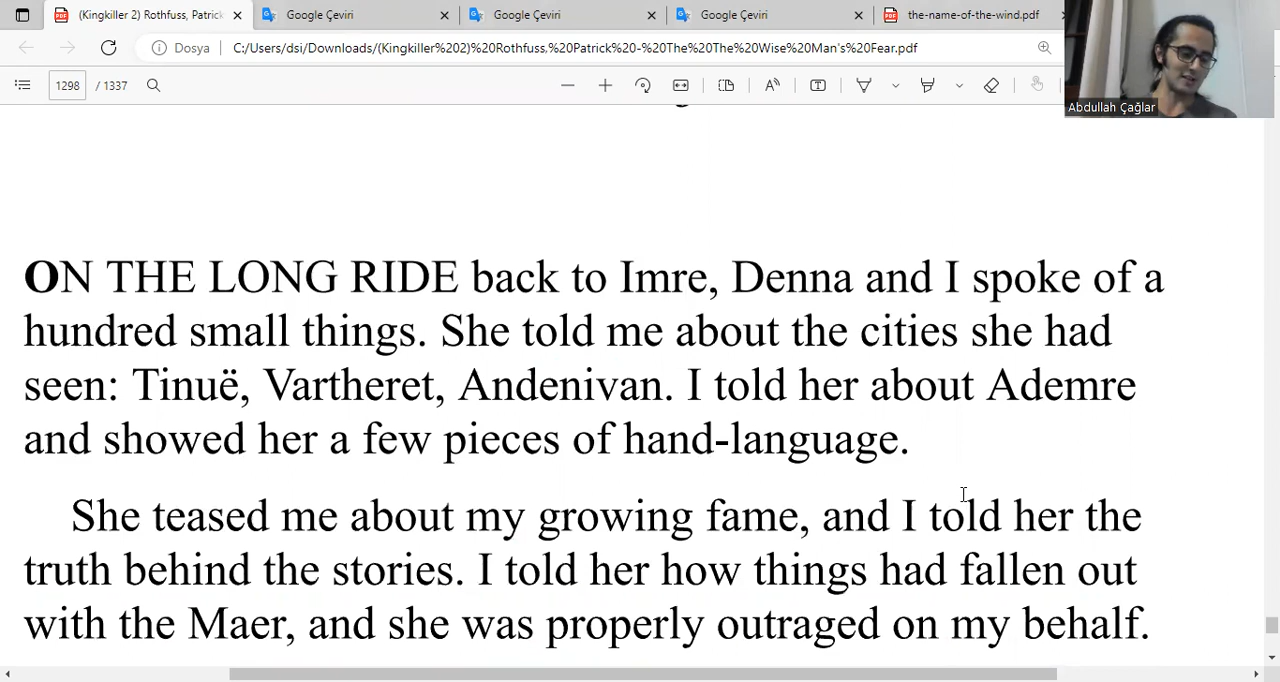 (Kingkiller 2) Rothfuss, Patrick
Google Çeviri
Google Çeviri
Google Çeviri
the-name-of-the-wind.pdf
Dosya
C:/Users/dsi/Downloads/(Kingkiller%202)%20Rothfuss,%20Patrick%20-%20The%20The%20Wise%20Man's%20Fear.pdf
1298 / 1337
Abdullah Çağlar
ON THE LONG RIDE back to Imre, Denna and I spoke of a
hundred small things. She told me about the cities she had
seen: Tinuë, Vartheret, Andenivan. I told her about Ademre
and showed her a few pieces of hand-language.
She teased me about my growing fame, and I told her the
truth behind the stories. I told her how things had fallen out
with the Maer, and she was properly outraged on my behalf.